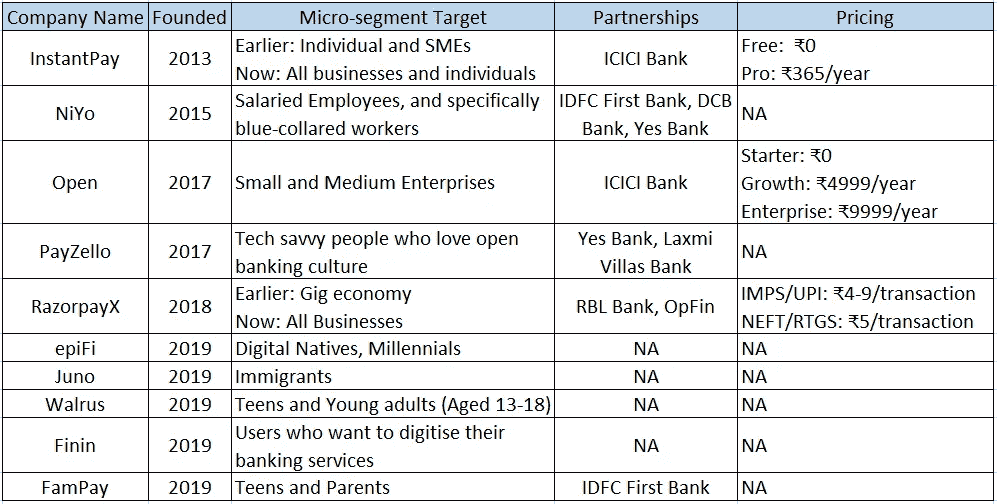 Company Name Founded Micro-segment Target Partnerships Pricing
InstantPay 2013 Earlier: Individual and SMEs
Now: All businesses and individuals ICICI Bank Free: ₹0
Pro: ₹365/year
NiYo 2015 Salaried Employees, and specifically
blue-collared workers IDFC First Bank, DCB
Bank, Yes Bank NA
Open 2017 Small and Medium Enterprises ICICI Bank Starter: ₹0
Growth: ₹4999/year
Enterprise: ₹9999/year
PayZello 2017 Tech savvy people who love open
banking culture Yes Bank, Laxmi
Villas Bank NA
RazorpayX 2018 Earlier: Gig economy
Now: All Businesses RBL Bank, OpFin IMPS/UPI: ₹4-9/transaction
NEFT/RTGS: ₹5/transaction
epiFi 2019 Digital Natives, Millennials NA NA
Juno 2019 Immigrants NA NA
Walrus 2019 Teens and Young adults (Aged 13-18) NA NA
Finin 2019 Users who want to digitise their
banking services NA NA
FamPay 2019 Teens and Parents IDFC First Bank NA